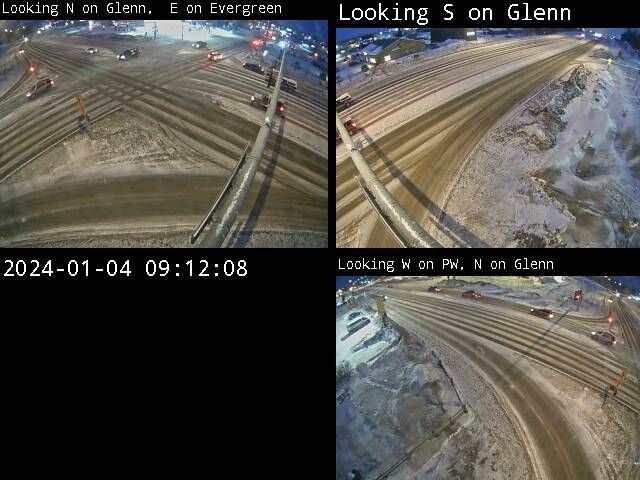 Looking N on Glenn, E on Evergreen
Looking S on Glenn
2024-01-04 09:12:08
Looking W on PW, N on Glenn